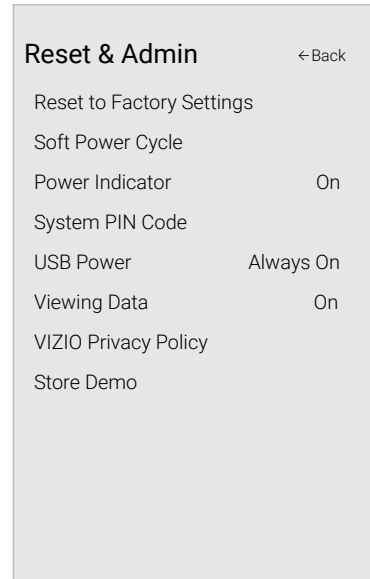 Reset & Admin ←Back
Reset to Factory Settings
Soft Power Cycle
Power Indicator On
System PIN Code
USB Power Always On
Viewing Data On
VIZIO Privacy Policy
Store Demo